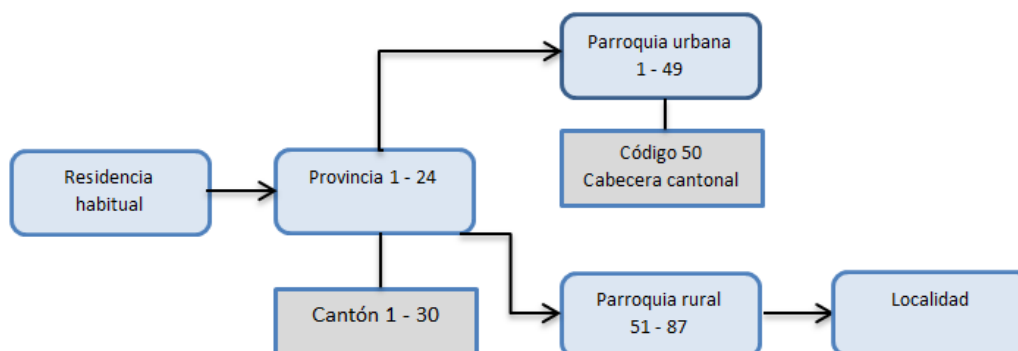 Parroquia urbana
1 - 49
Código 50
Cabecera cantonal
Residencia
habitual
Provincia 1 - 24
Cantón 1 - 30
Parroquia rural
51 - 87
Localidad